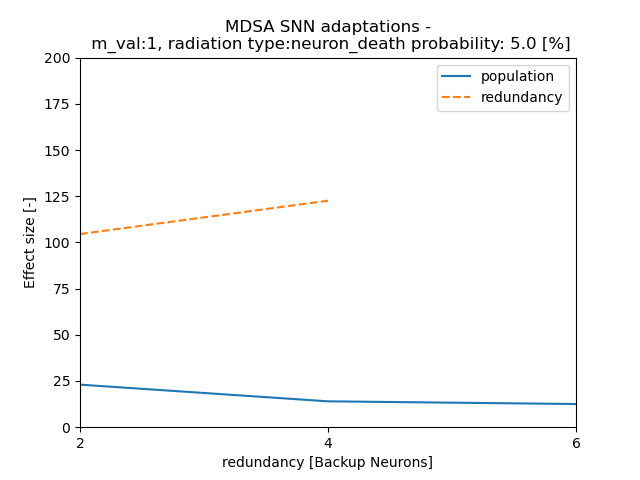 MDSA SNN adaptations -
m_val:1, radiation type:neuron_death probability: 5.0 [%]
200
175
150
125
100
75
50
25
0
Effect size [-]
population
redundancy
2
4
6
redundancy [Backup Neurons]